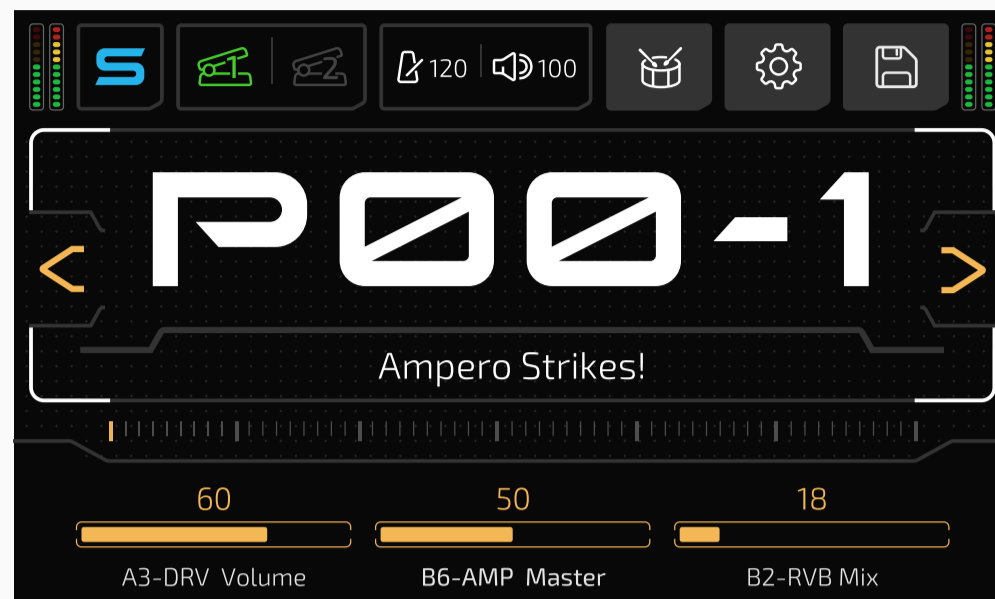 S 1 2 120 100
P00-1
Ampero Strikes!
60 50 18
A3-DRV Volume B6-AMP Master B2-RVB Mix